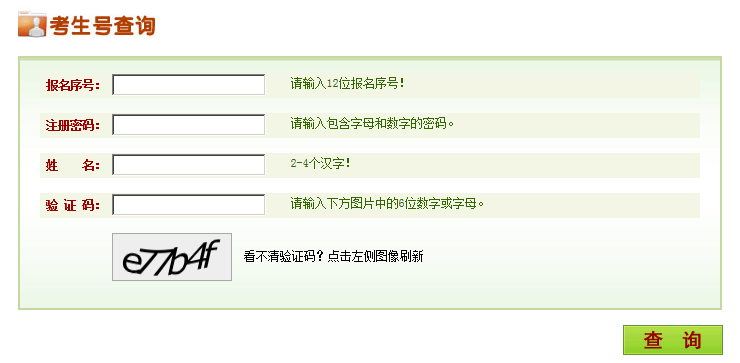 考生号查询
报名序号： 请输入12位报名序号！
注册密码： 请输入包含字母和数字的密码。
姓 名： 2-4个汉字！
验 证 码： 请输入下方图片中的6位数字或字母。
e77b4f 看不清验证码？点击左侧图像刷新
查 询